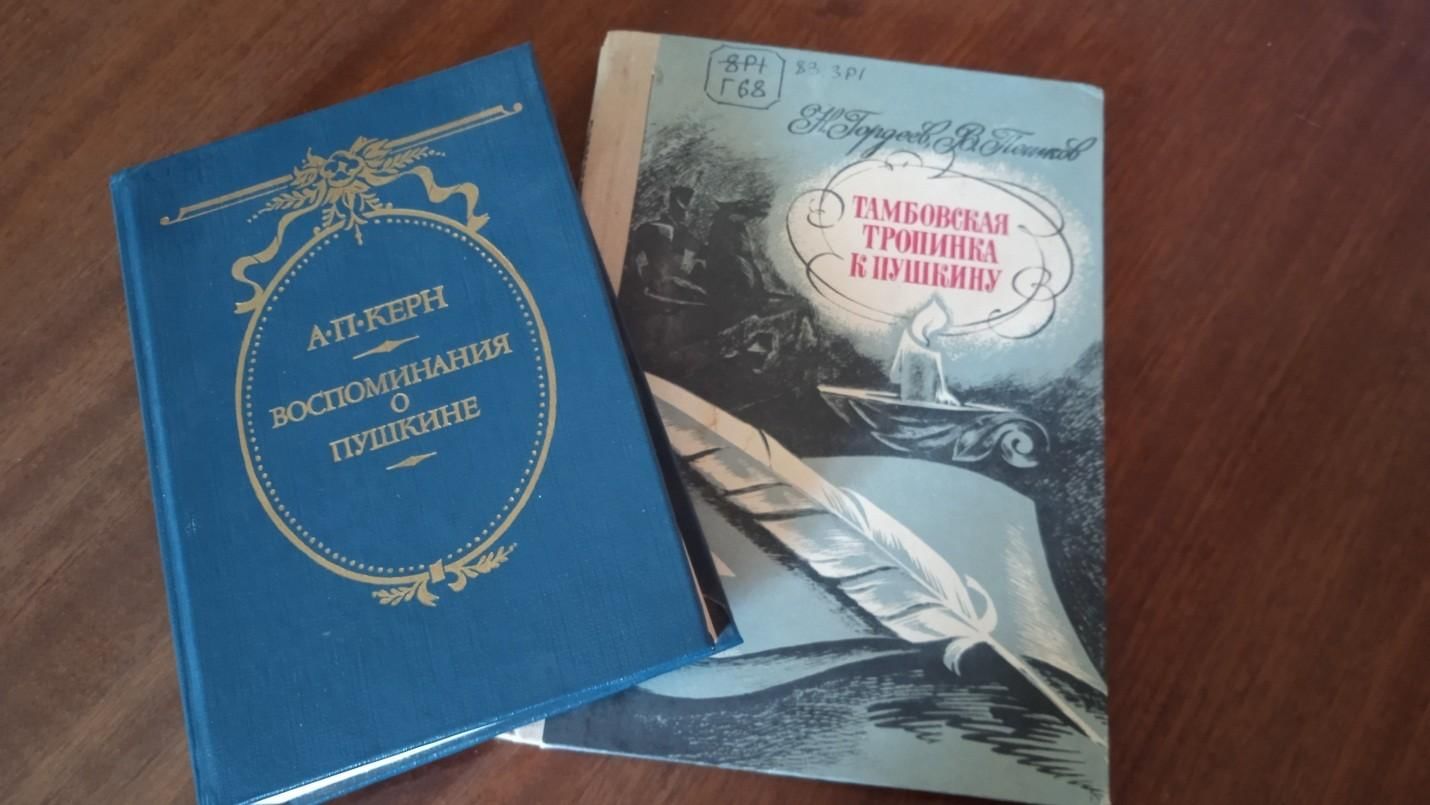 А·П·КЕРН
ВОСПОМИНАНИЯ
О
ПУШКИНЕ
8Р1
Г68
83.3Р1
Н. Гордеев, В. Пешков
ТАМБОВСКАЯ
ТРОПИНКА
К ПУШКИНУ